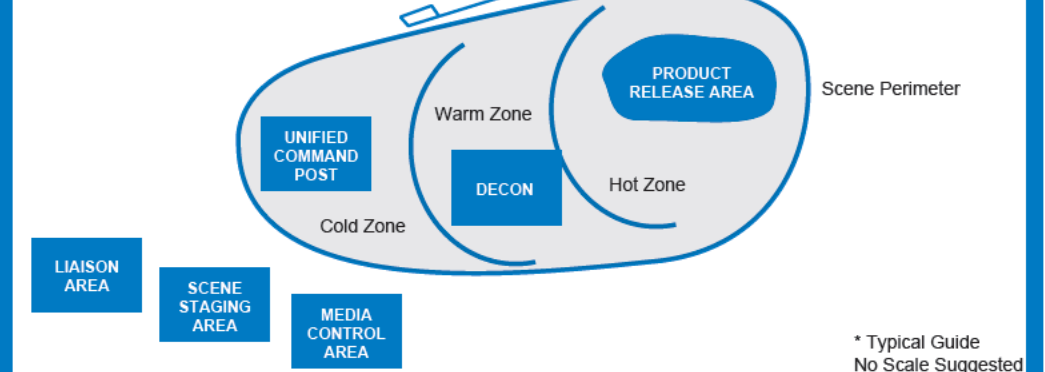 PRODUCT
RELEASE AREA
Scene Perimeter
Warm Zone
UNIFIED
COMMAND
POST
DECON
Hot Zone
Cold Zone
LIAISON
AREA
SCENE
STAGING
AREA
MEDIA
CONTROL
AREA
* Typical Guide
No Scale Suggested